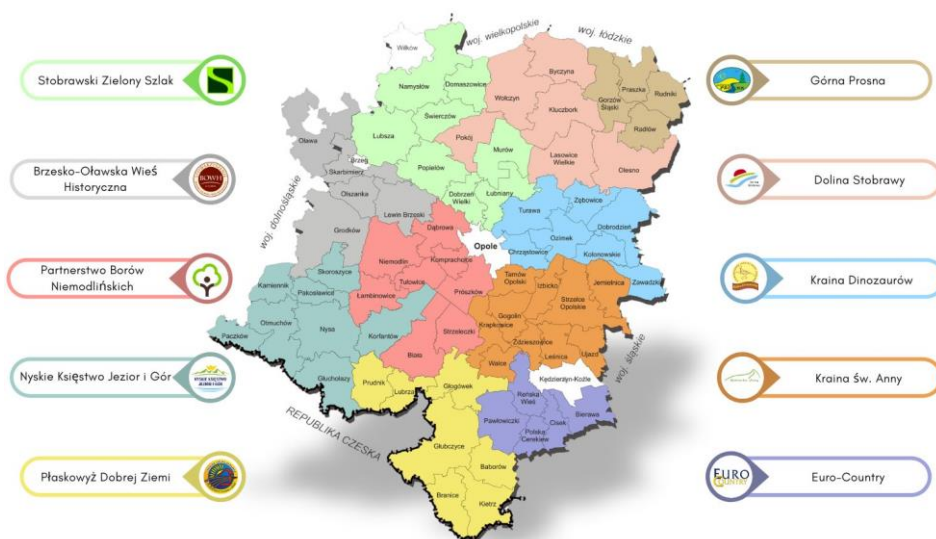 woj. wielkopolskie
woj. łódzkie
Wilków
Stobrawski Zielony Szlak
Górna Prosna
Namysłów
Domaszowice
Byczyna
Wołczyn
Kluczbork
Gorzów
Śląski
Praszka
Rudniki
Radłów
Świerczów
Lubsza
Pokój
Murów
Lasowice
Wielkie
Olesno
Oława
Brzeg
Skarbimierz
Popielów
Dobrzeń
Wielki
Łubniany
Brzesko-Oławska Wieś
Historyczna
BOWH
Dolina Stobrawy
woj. dolnośląskie
Olszanka
Lewin Brzeski
Grodków
Dąbrowa
Opole
Turawa
Zębowice
Dobrodzień
Ozimek
Chrząstowice
Kolonowskie
Zawadzkie
Partnerstwo Borów
Niemodlińskich
Kraina Dinozaurów
Skoroszyce
Kamiennik
Pakosławice
Niemodlin
Komprachcice
Tułowice
Łambinowice
Prószków
Tarnów
Opolski
Izbicko
Strzelce
Opolskie
Jemielnica
Otmuchów
Nysa
Korfantów
Paczków
Strzeleczki
Gogolin
Krapkowice
Zdzieszowice
Walce
Leśnica
Ujazd
woj. śląskie
Nyskie Księstwo Jezior i Gór
NYSKIE KSIĘSTWO
JEZIOR I GÓR
Kraina św. Anny
Głuchołazy
Biała
Prudnik
Lubrza
Głogówek
Kędzierzyn-Koźle
Reńska
Wieś
Pawłowiczki
Cisek
Bierawa
Polska
Cerekiew
REPUBLIKA CZESKA
Głubczyce
Baborów
Branice
Kietrz
Płaskowyż Dobrej Ziemi
EURO
COUNTRY
Euro-Country